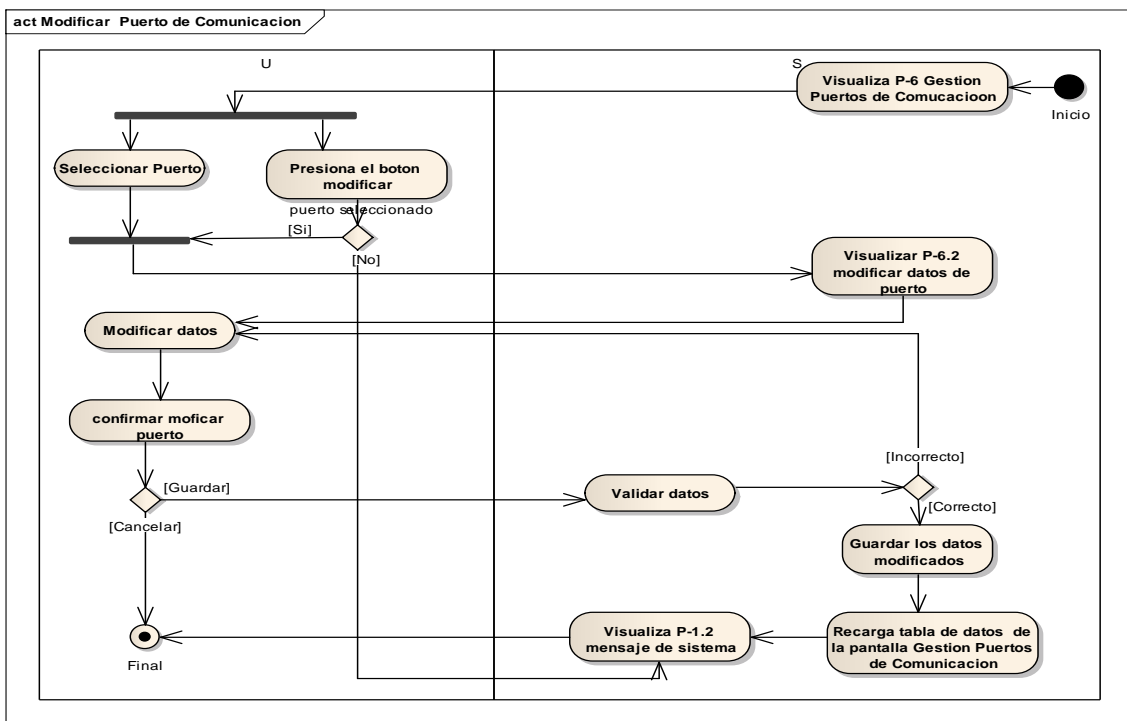 act Modificar Puerto de Comunicacion
U
S
Visualiza P-6 Gestion
Puertos de Comucacioon
Inicio
Seleccionar Puerto
Presiona el boton
modificar
puerto seleccionado
[Si]
[No]
Visualizar P-6.2
modificar datos de
puerto
Modificar datos
confirmar moficar
puerto
[Guardar]
[Cancelar]
Validar datos
[Incorrecto]
[Correcto]
Guardar los datos
modificados
Recarga tabla de datos de
la pantalla Gestion Puertos
de Comunicacion
Visualiza P-1.2
mensaje de sistema
Final